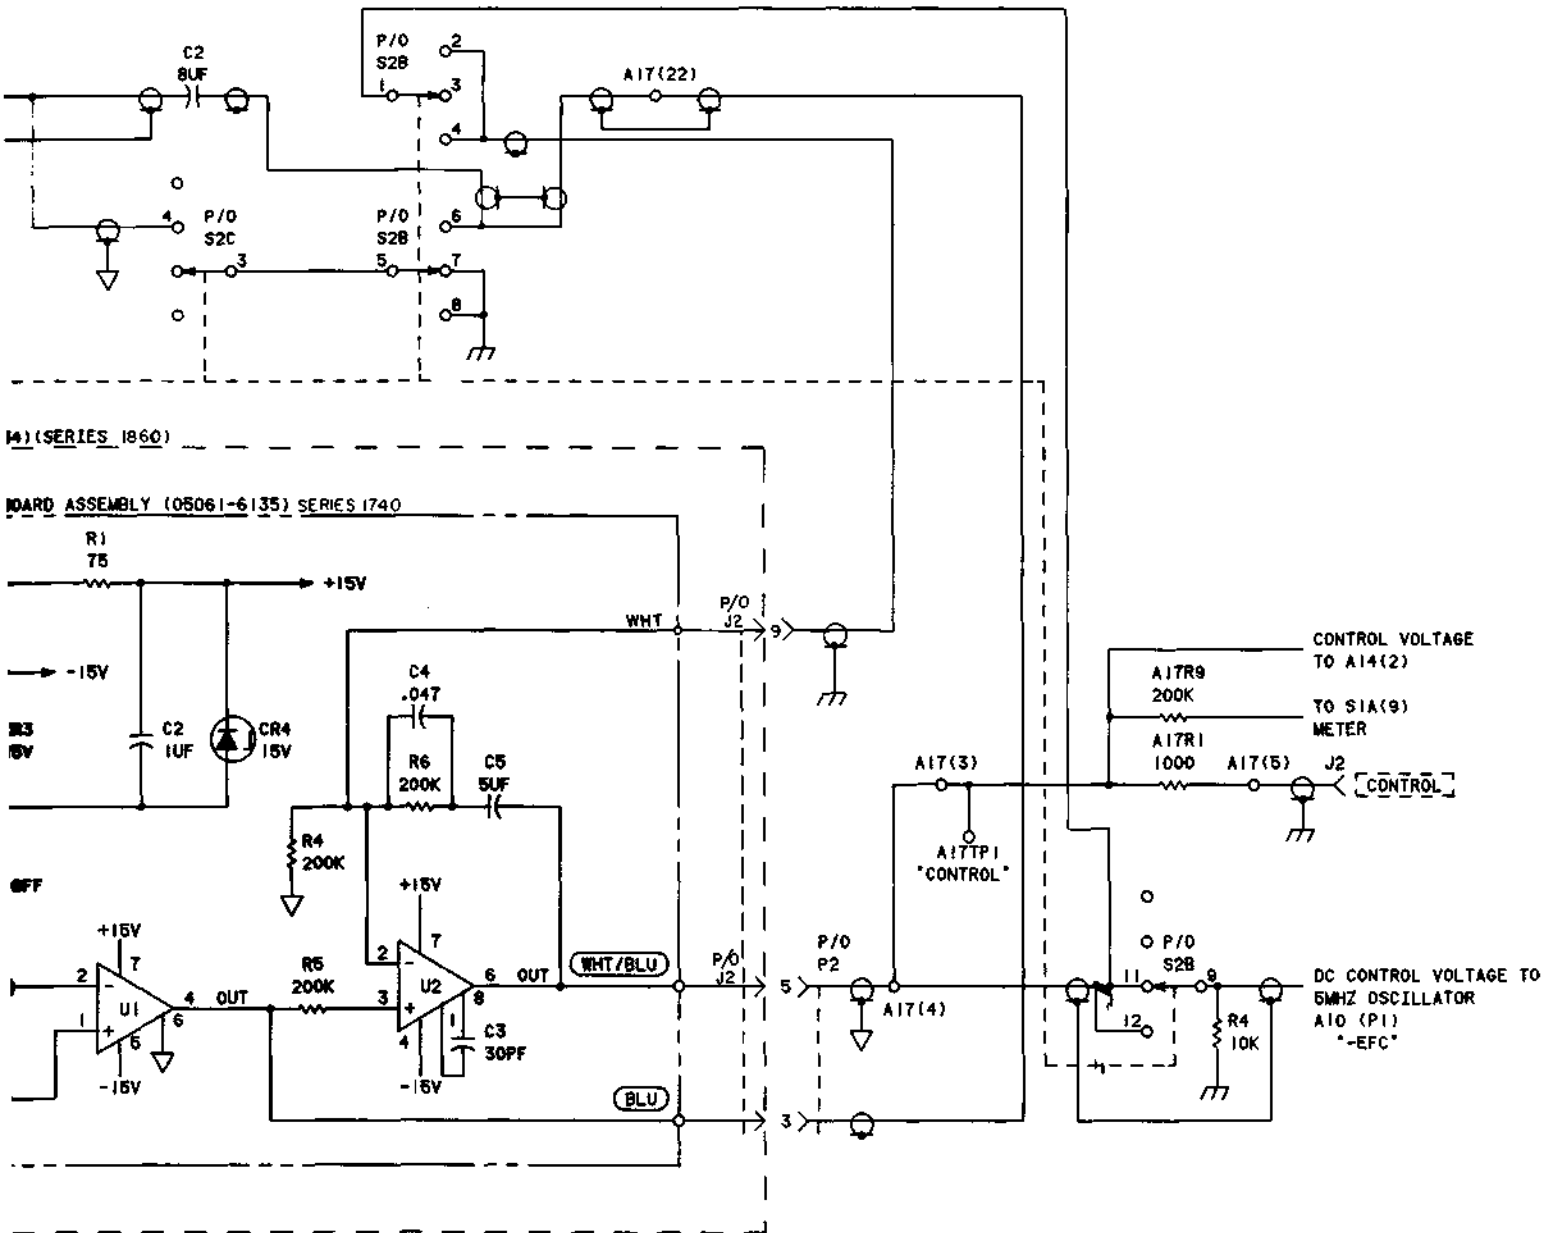 C2
8UF
P/O
S2B
1
2
3
4
A17(22)
4
P/O
S2C
3
P/O
S2B
5
6
7
8
4)(SERIES 1860)
OARD ASSEMBLY (05061-6135) SERIES 1740
R1
75
+15V
-15V
C2
1UF
CR4
15V
WHT
P/O
J2
9
C4
.047
R6
200K
C5
5UF
R4
200K
+15V
OFF
+15V
7
2
-
U1
1
+
5
-15V
4
6
OUT
R5
200K
7
2
-
U2
3
+
4
-15V
6
8
1
OUT
C3
30PF
WHT/BLU
P/O
J2
5
P/O
P2
A17(4)
BLU
3
CONTROL VOLTAGE
TO A14(2)
A17R9
200K
TO S1A(9)
METER
A17R1
1000
A17(3)
A17(5)
J2
CONTROL
A17TP1
"CONTROL"
P/O
S2B
11
9
12
R4
10K
DC CONTROL VOLTAGE TO
5MHZ OSCILLATOR
A10 (P1)
"-EFC"